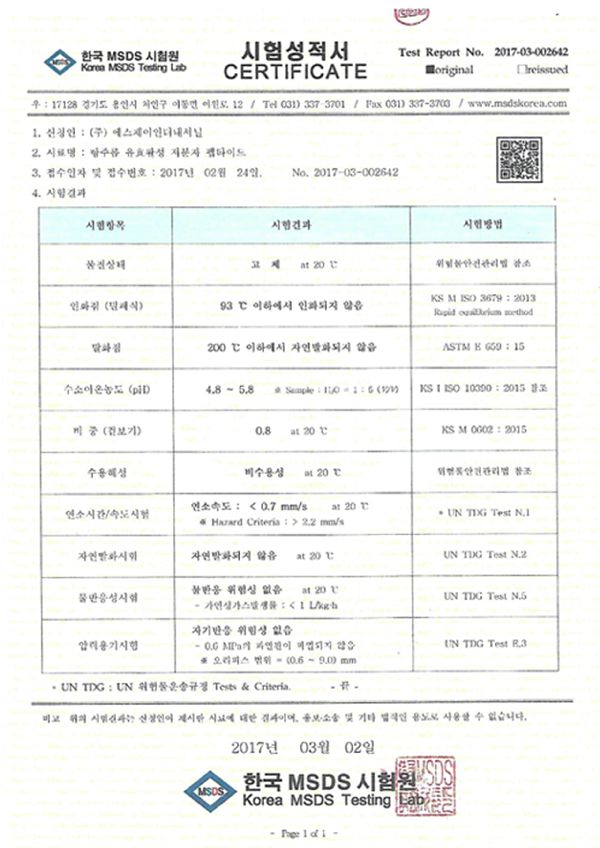 한국 MSDS 시험원
Korea MSDS Testing Lab
시험성적서
CERTIFICATE
Test Report No. 2017-03-002642
■original □reissued
우 : 17128 경기도 용인시 처인구 이동면 어진로 12 / Tel 031) 337-3701 / Fax 031) 337-3703 / www.msdskorea.com
1. 신청인 : (주) 에스제이인터내셔널
2. 시료명 : 유효활성 저분자 펩타이드
3. 접수일자 및 접수번호 : 2017년 02월 24일. No. 2017-03-002642
4. 시험결과
시험항목 시험결과 시험방법
물질상태 고 체 at 20 ℃ 위험물안전관리법 참조
인화점 (밀폐식) 93 ℃ 이하에서 인화되지 않음 KS M ISO 3679 : 2013
Rapid equilibrium method
발화점 200 ℃ 이하에서 자연발화되지 않음 ASTM E 659 : 15
수소이온농도 (pH) 4.8 ~ 5.8 ※ Sample : H₂O = 1 : 5 (V/V) KS I ISO 10390 : 2015 참조
비 중 (겉보기) 0.8 at 20 ℃ KS M 0602 : 2015
수용해성 비수용성 at 20 ℃ 위험물안전관리법 참조
연소시간/속도시험 연소속도 : < 0.7 mm/s at 20 ℃ * UN TDG Test N.1
※ Hazard Criteria : > 2.2 mm/s
자연발화시험 자연발화되지 않음 at 20 ℃ UN TDG Test N.2
물반응성시험 물반응 위험성 없음 at 20 ℃ UN TDG Test N.5
- 가연성가스발생률 : < 1 L/kg·h
압력용기시험 자기반응 위험성 없음 UN TDG Test E.3
- 0.6 MPa의 파열판이 파열되지 않음
※ 오리피스 범위 = (0.6 ~ 9.0) mm
* UN TDG : UN 위험물운송규정 Tests & Criteria. - 끝 -
비고 위의 시험결과는 신청인이 제시한 시료에 대한 결과이며, 홍보·소송 및 기타 법적인 용도로 사용할 수 없습니다.
2017년 03월 02일
MSDS
한국 MSDS 시험원
Korea MSDS Testing Lab
- Page 1 of 1 -